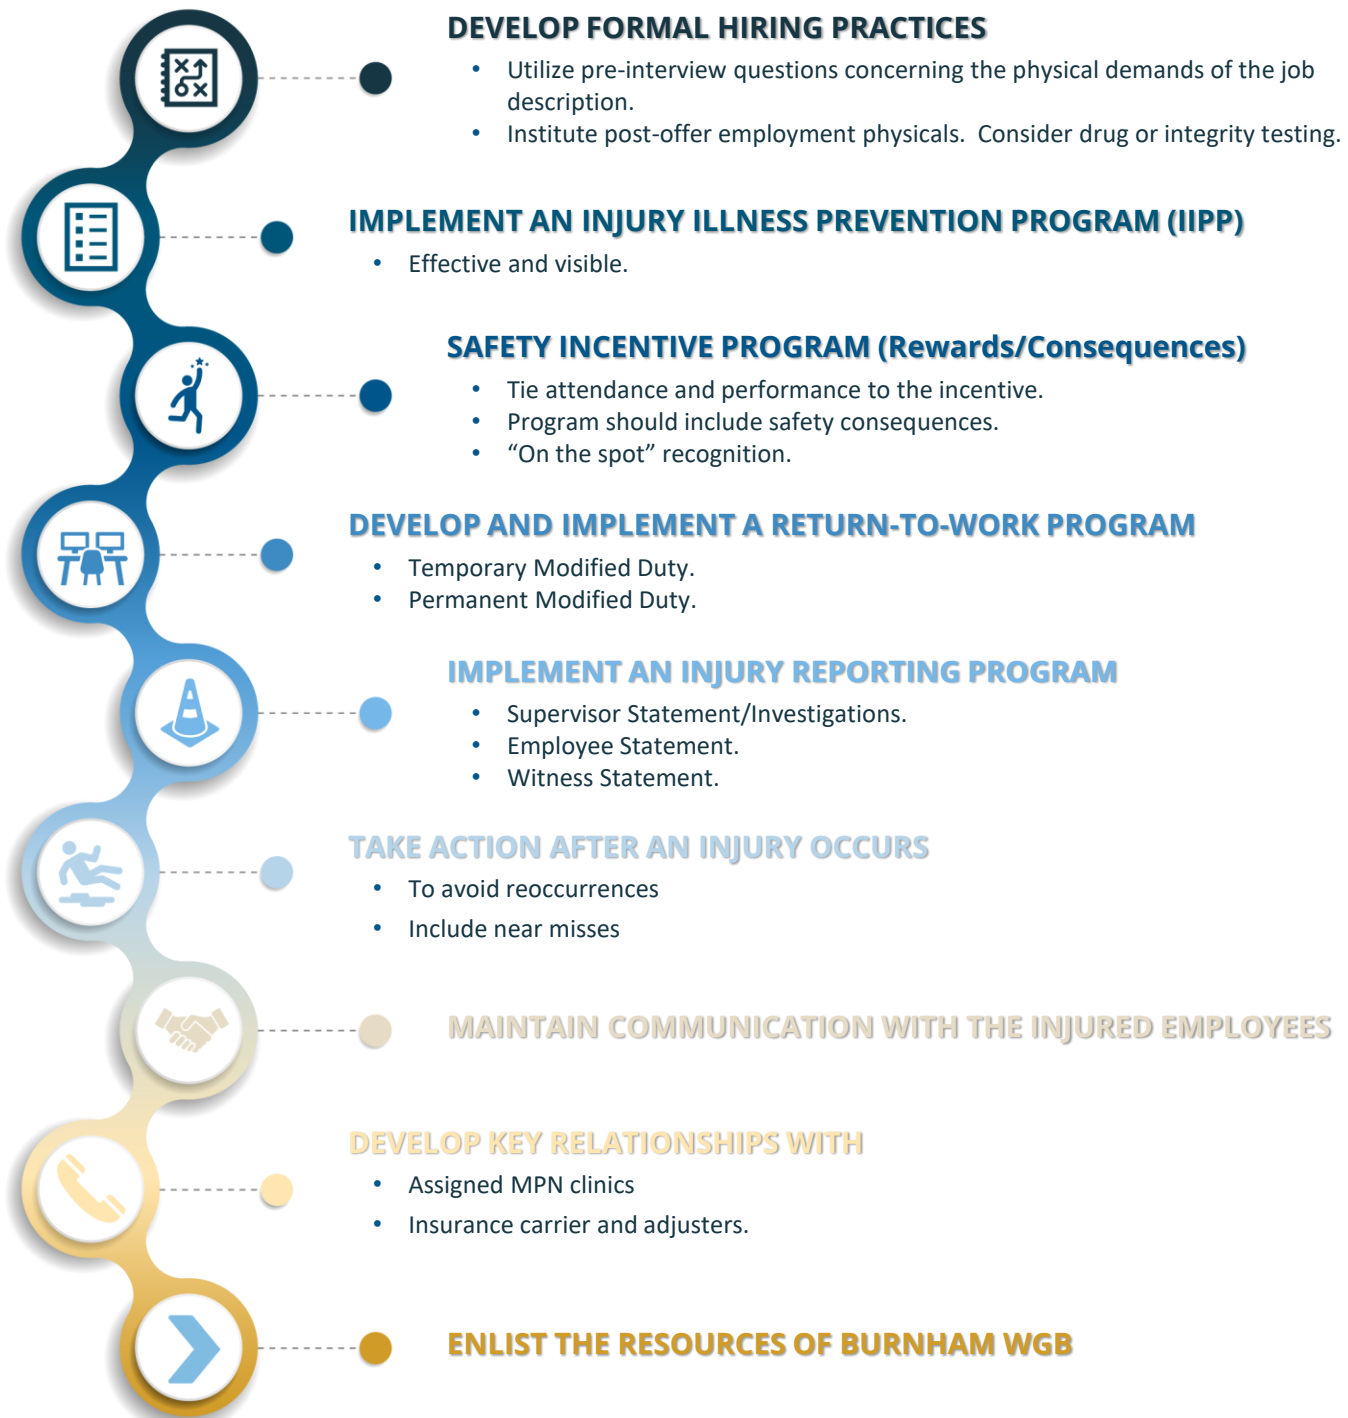 DEVELOP FORMAL HIRING PRACTICES
• Utilize pre-interview questions concerning the physical demands of the job
description.
• Institute post-offer employment physicals.  Consider drug or integrity testing.
IMPLEMENT AN INJURY ILLNESS PREVENTION PROGRAM (IIPP)
• Effective and visible.
SAFETY INCENTIVE PROGRAM (Rewards/Consequences)
• Tie attendance and performance to the incentive.
• Program should include safety consequences.
• “On the spot” recognition.
DEVELOP AND IMPLEMENT A RETURN-TO-WORK PROGRAM
• Temporary Modified Duty.
• Permanent Modified Duty.
IMPLEMENT AN INJURY REPORTING PROGRAM
• Supervisor Statement/Investigations.
• Employee Statement.
• Witness Statement.
TAKE ACTION AFTER AN INJURY OCCURS
• To avoid reoccurrences
• Include near misses
MAINTAIN COMMUNICATION WITH THE INJURED EMPLOYEES
DEVELOP KEY RELATIONSHIPS WITH
• Assigned MPN clinics
• Insurance carrier and adjusters.
ENLIST THE RESOURCES OF BURNHAM WGB